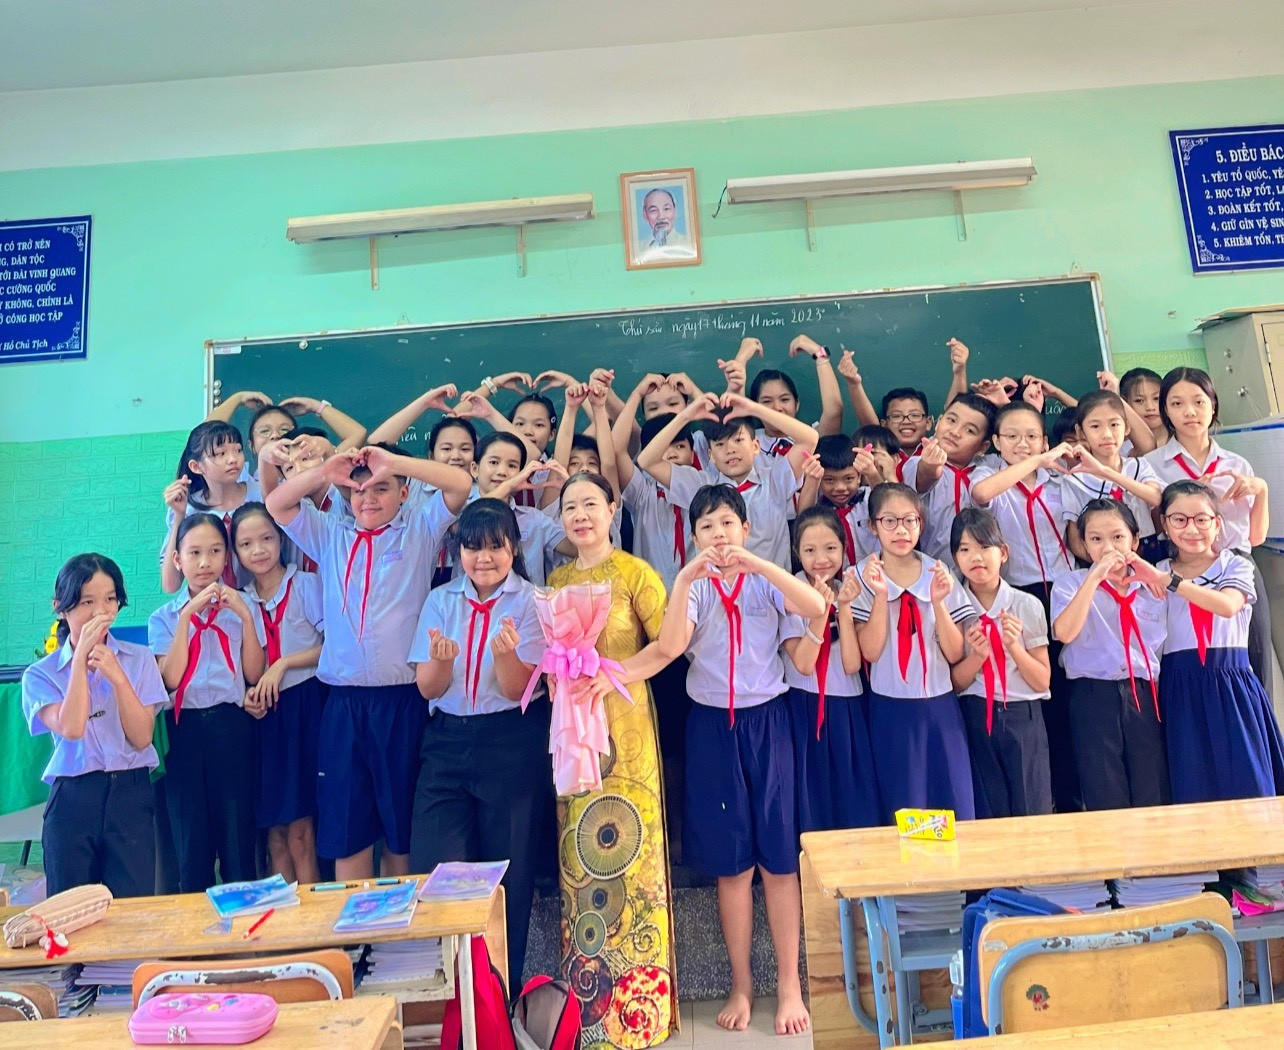 I CÓ TRỞ NÊN
G, DÂN TỘC
TỚI ĐÀI VINH QUANG
C CƯỜNG QUỐC
Y KHÔNG, CHÍNH LÀ
Ở CÔNG HỌC TẬP
Hồ Chủ Tịch
Thứ sáu ngày 17 tháng 11 năm 2023
5. ĐIỀU BÁC
1. YÊU TỔ QUỐC, YÊ
2. HỌC TẬP TỐT, L
3. ĐOÀN KẾT TỐT,
4. GIỮ GÌN VỆ SIN
5. KHIÊM TỐN, TH